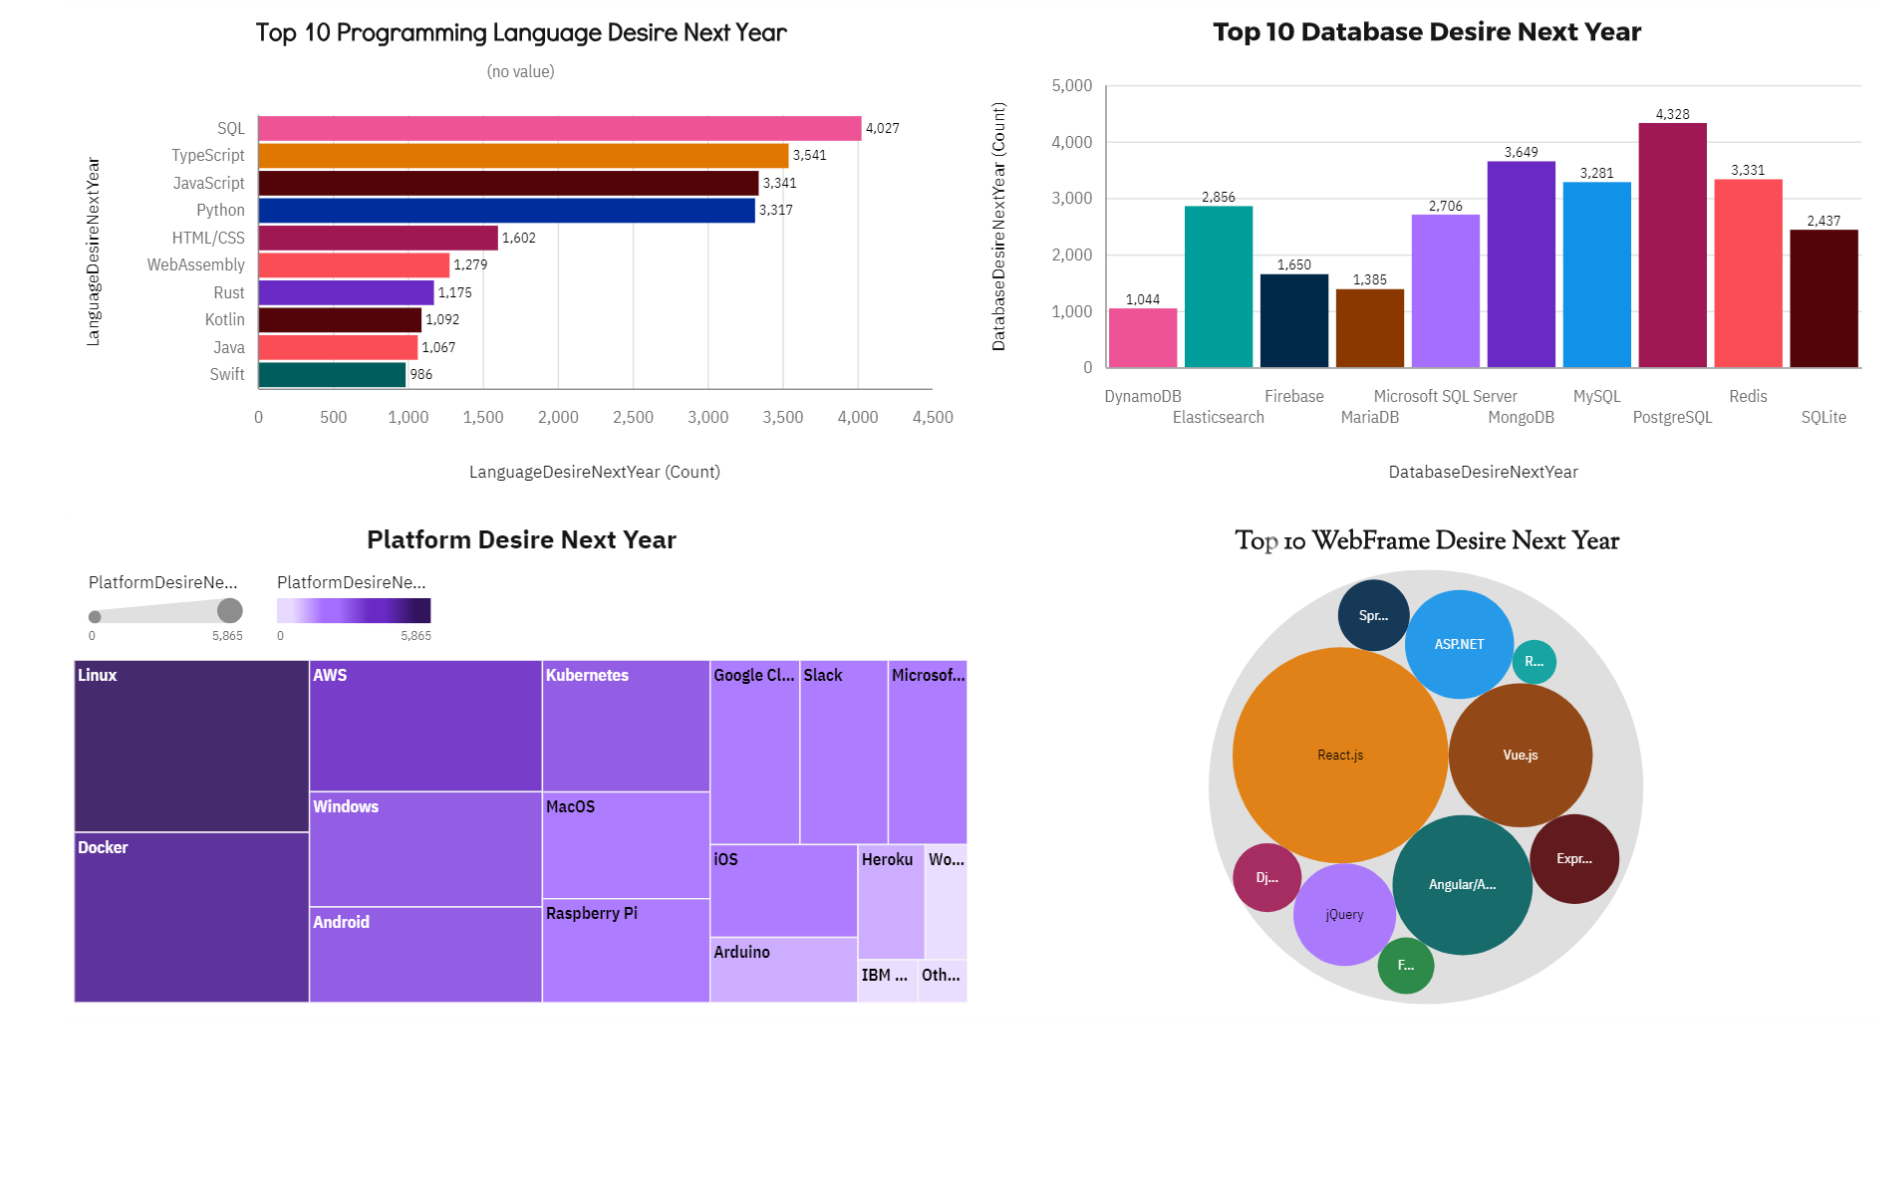 Top 10 Programming Language Desire Next Year
(no value)
LanguageDesireNextYear
SQL 4,027
TypeScript 3,541
JavaScript 3,341
Python 3,317
HTML/CSS 1,602
WebAssembly 1,279
Rust 1,175
Kotlin 1,092
Java 1,067
Swift 986
0 500 1,000 1,500 2,000 2,500 3,000 3,500 4,000 4,500
LanguageDesireNextYear (Count)
Top 10 Database Desire Next Year
DatabaseDesireNextYear (Count)
5,000
4,000
3,000
2,000
1,000
0
1,044 2,856 1,650 1,385 2,706 3,649 3,281 4,328 3,331 2,437
DynamoDB Firebase Microsoft SQL Server MySQL Redis
Elasticsearch MariaDB MongoDB PostgreSQL SQLite
DatabaseDesireNextYear
Platform Desire Next Year
PlatformDesireNe... PlatformDesireNe...
0 5,865 0 5,865
Linux AWS Kubernetes Google Cl... Slack Microsof...
Windows MacOS
Docker iOS Heroku Wo...
Android Raspberry Pi
Arduino
IBM ... Oth...
Top 10 WebFrame Desire Next Year
Spr...
ASP.NET
R...
React.js Vue.js
Expr...
Dj... Angular/A...
jQuery
F...